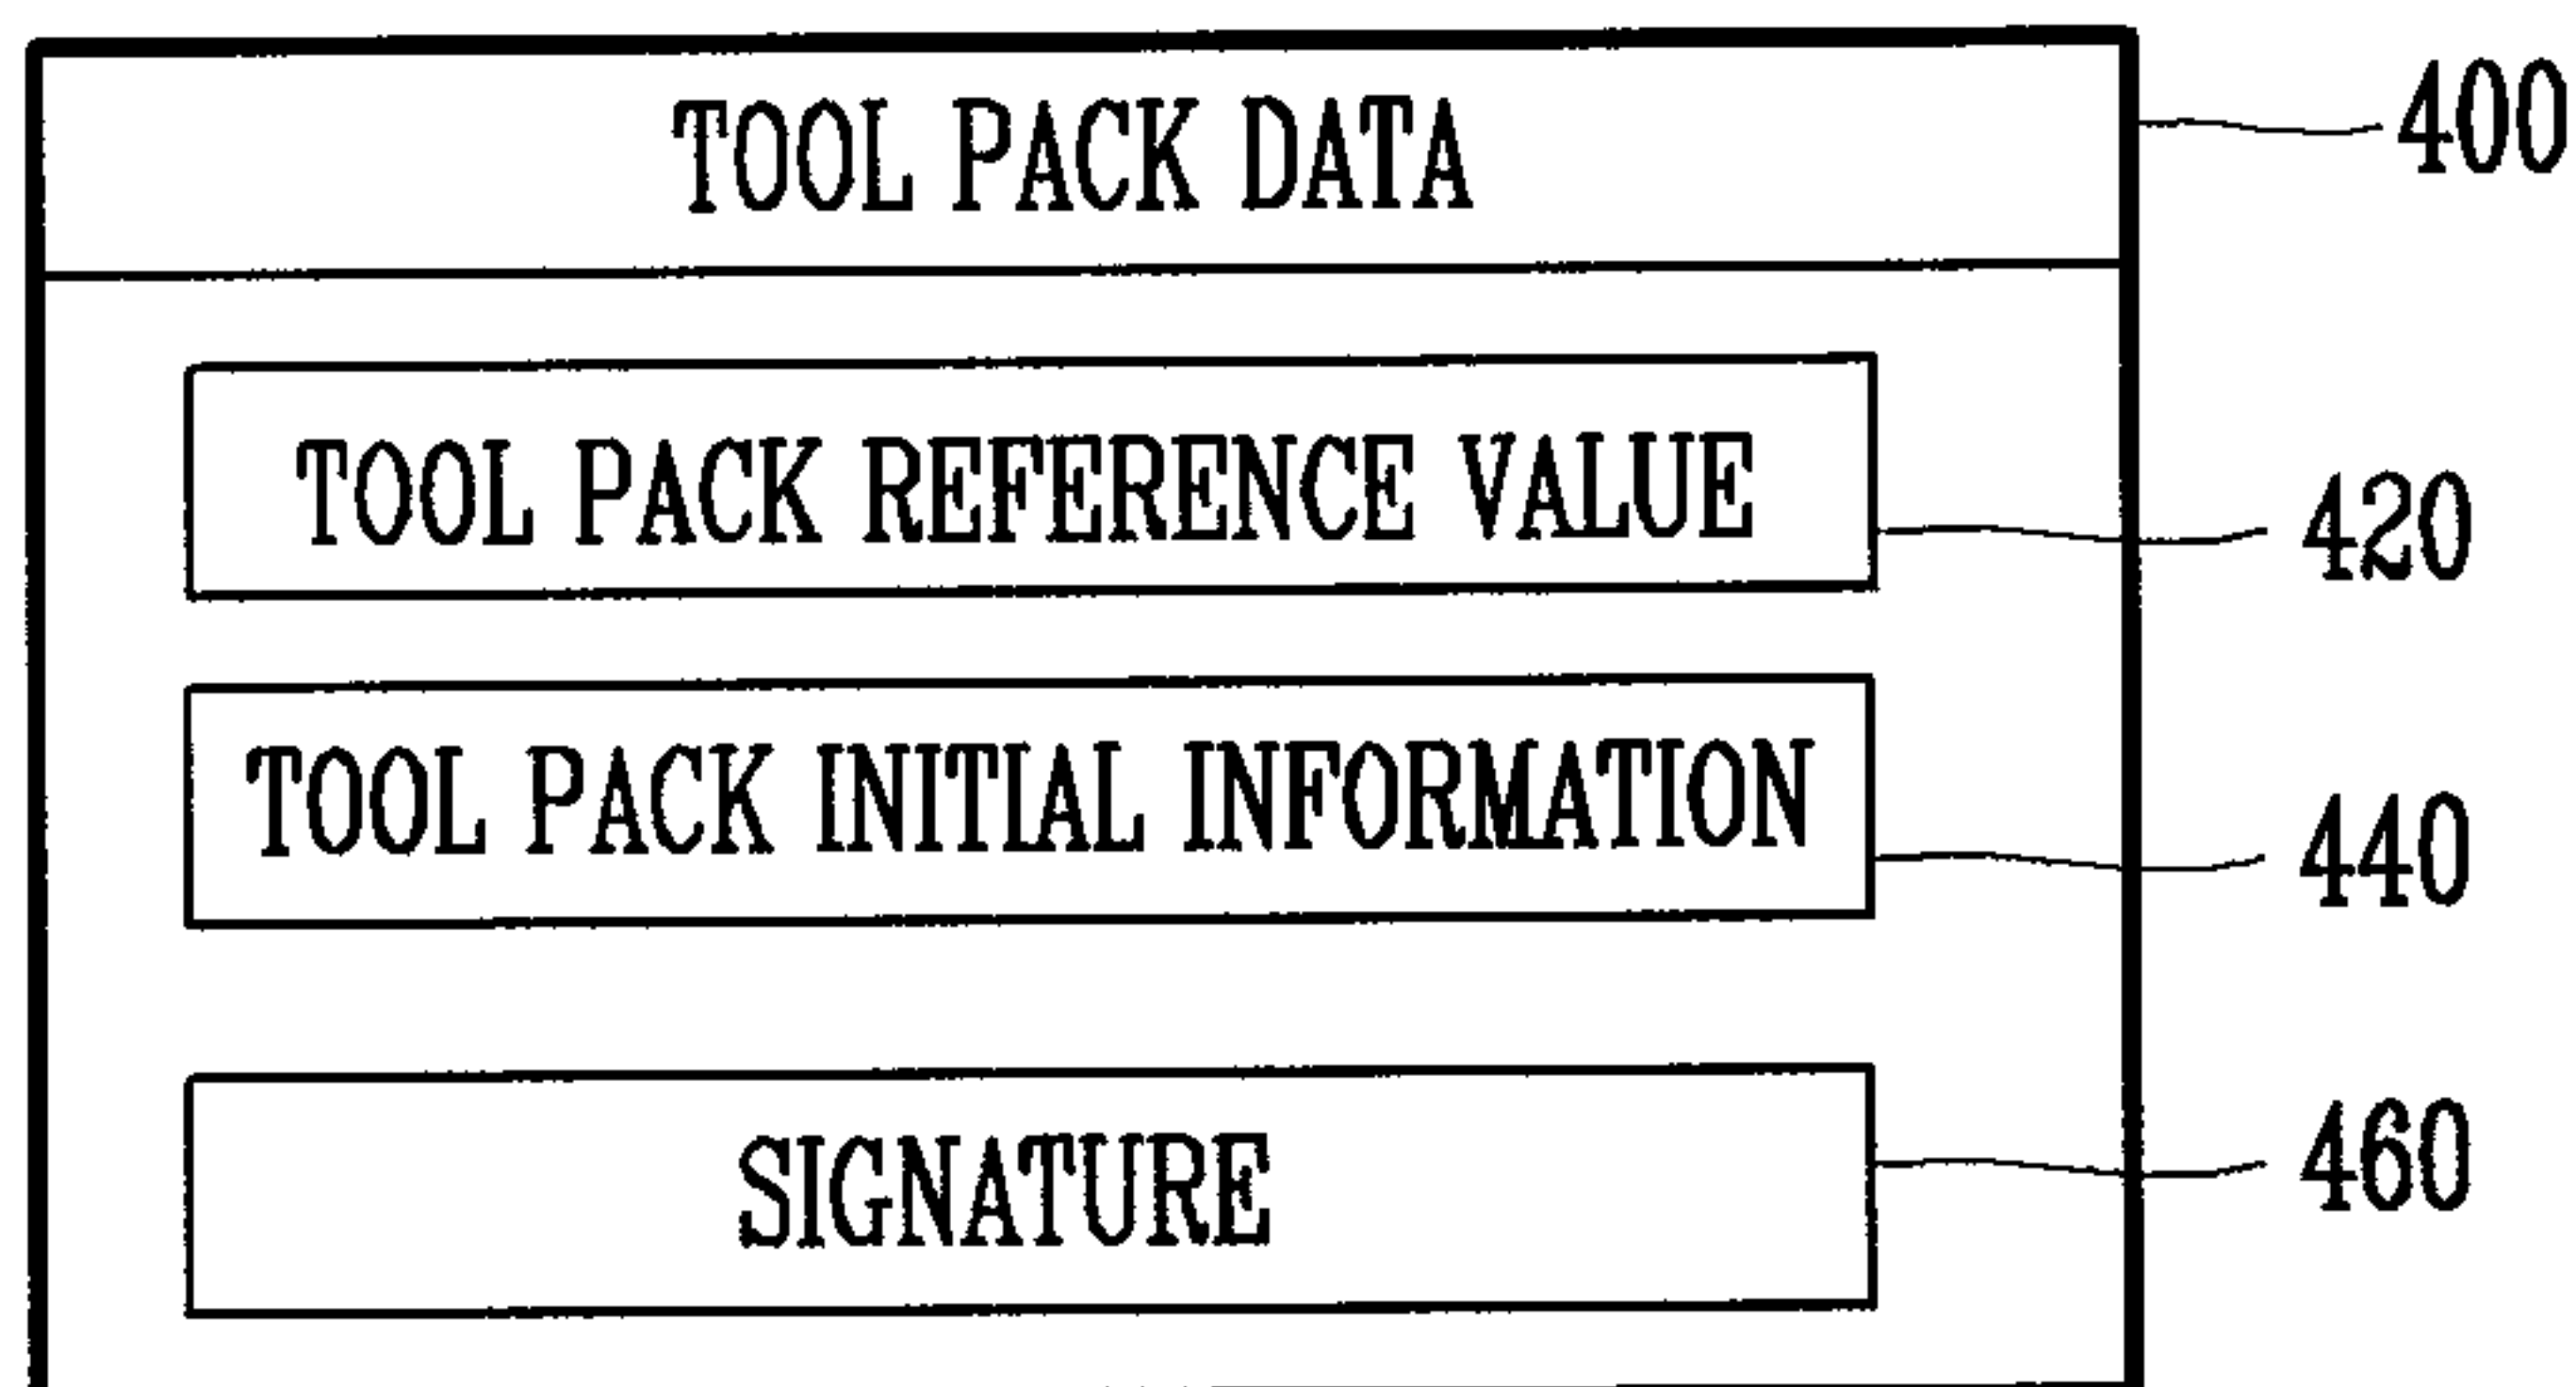 TOOL PACK DATA
400
TOOL PACK REFERENCE VALUE
420
TOOL PACK INITIAL INFORMATION
440
SIGNATURE
460